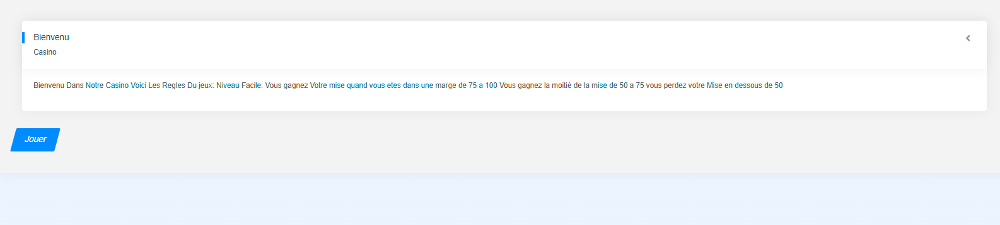 Bienvenu
Casino
Bienvenu Dans Notre Casino Voici Les Regles Du jeux: Niveau Facile: Vous gagnez Votre mise quand vous etes dans une marge de 75 a 100 Vous gagnez la moitié de la mise de 50 a 75 vous perdez votre Mise en dessous de 50
Jouer